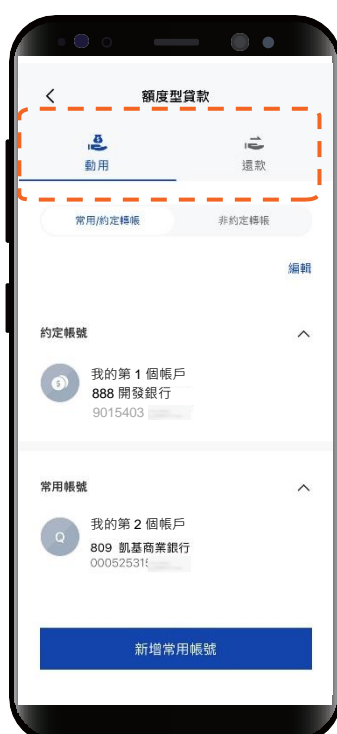 額度型貸款
動用
還款
常用/約定轉帳
非約定轉帳
編輯
約定帳號
我的第 1 個帳戶
888 開發銀行
9015403
常用帳號
Q
我的第 2 個帳戶
809 凱基商業銀行
00052531
新增常用帳號